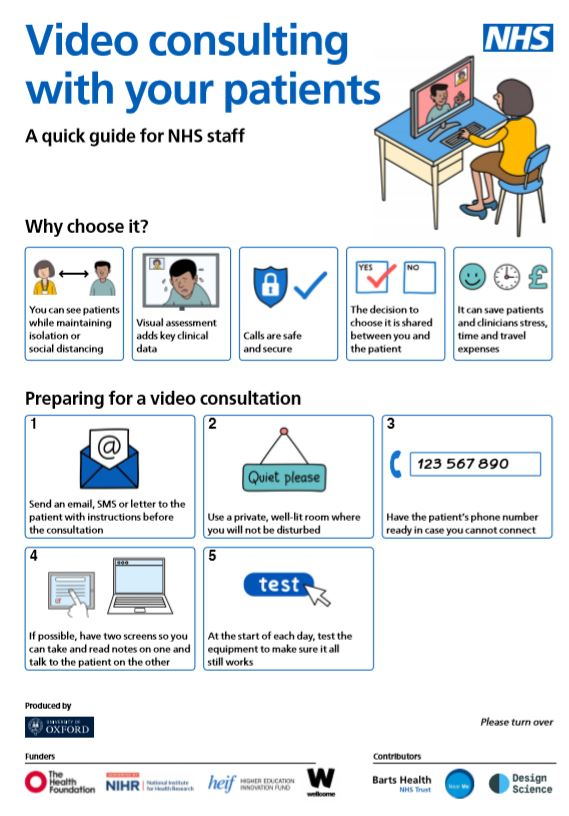 Video consulting
with your patients
NHS
A quick guide for NHS staff
Why choose it?
You can see patients
while maintaining
isolation or
social distancing
Visual assessment
adds key clinical
data
Calls are safe
and secure
YES
NO
The decision to
choose it is shared
between you and
the patient
£
It can save patients
and clinicians stress,
time and travel
expenses
Preparing for a video consultation
1
@
Send an email, SMS or letter to the
patient with instructions before
the consultation
2
Quiet please
Use a private, well-lit room where
you will not be disturbed
3
123 567 890
Have the patient's phone number
ready in case you cannot connect
4
If possible, have two screens so you
can take and read notes on one and
talk to the patient on the other
5
test
At the start of each day, test the
equipment to make sure it all
still works
Produced by
UNIVERSITY OF
OXFORD
Please turn over
Funders
The
Health
Foundation
NIHR
National Institute
for Health Research
heif
HIGHER EDUCATION
INNOVATION FUND
W
wellcome
Contributors
Barts Health
NHS Trust
Near Me
Design
Science